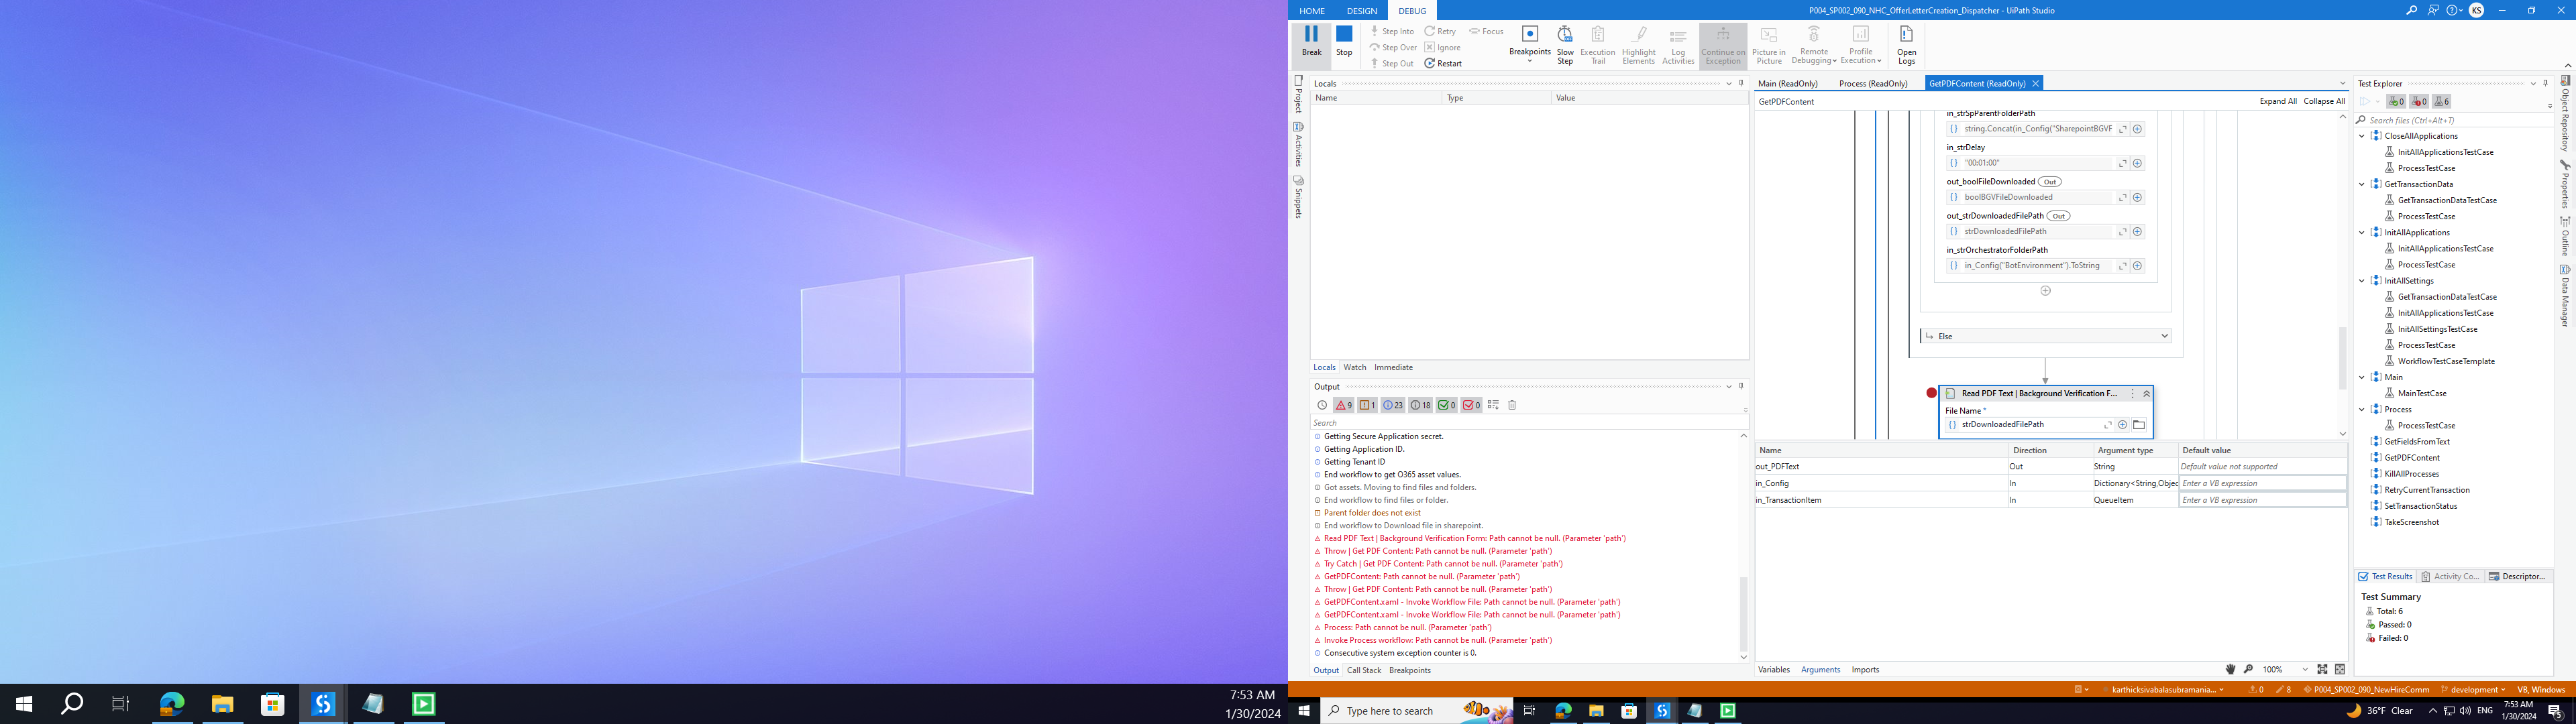 HOME DESIGN DEBUG
P004_SP002_090_NHC_OfferLetterCreation_Dispatcher - UiPath Studio
KS
Break
Stop
Step Into
Step Over
Step Out
Retry
Ignore
Restart
Focus
Breakpoints
Slow Step
Execution Trail
Highlight Elements
Log Activities
Continue on Exception
Picture in Picture
Remote Debugging
Profile Execution
Open Logs
Project
Activities
Snippets
Locals
Name Type Value
Locals Watch Immediate
Output
9 1 23 18 0 0
Search
Getting Secure Application secret.
Getting Application ID.
Getting Tenant ID
End workflow to get O365 asset values.
Got assets. Moving to find files and folders.
End workflow to find files or folder.
Parent folder does not exist
End workflow to Download file in sharepoint.
Read PDF Text | Background Verification Form: Path cannot be null. (Parameter 'path')
Throw | Get PDF Content: Path cannot be null. (Parameter 'path')
Try Catch | Get PDF Content: Path cannot be null. (Parameter 'path')
GetPDFContent: Path cannot be null. (Parameter 'path')
Throw | Get PDF Content: Path cannot be null. (Parameter 'path')
GetPDFContent.xaml - Invoke Workflow File: Path cannot be null. (Parameter 'path')
GetPDFContent.xaml - Invoke Workflow File: Path cannot be null. (Parameter 'path')
Process: Path cannot be null. (Parameter 'path')
Invoke Process workflow: Path cannot be null. (Parameter 'path')
Consecutive system exception counter is 0.
Output Call Stack Breakpoints
Main (ReadOnly) Process (ReadOnly) GetPDFContent (ReadOnly)
GetPDFContent
Expand All Collapse All
in_strSpParentFolderPath
string.Concat(in_Config("SharepointBGVF
in_strDelay
"00:01:00"
out_boolFileDownloaded Out
boolBGVFileDownloaded
out_strDownloadedFilePath Out
strDownloadedFilePath
in_strOrchestratorFolderPath
in_Config("BotEnvironment").ToString
Else
Read PDF Text | Background Verification F...
File Name *
strDownloadedFilePath
Name Direction Argument type Default value
out_PDFText Out String Default value not supported
in_Config In Dictionary<String,Objec Enter a VB expression
in_TransactionItem In QueueItem Enter a VB expression
Variables Arguments Imports
100%
Test Explorer
0 0 6
Search files (Ctrl+Alt+T)
CloseAllApplications
InitAllApplicationsTestCase
ProcessTestCase
GetTransactionData
GetTransactionDataTestCase
ProcessTestCase
InitAllApplications
InitAllApplicationsTestCase
ProcessTestCase
InitAllSettings
GetTransactionDataTestCase
InitAllApplicationsTestCase
InitAllSettingsTestCase
ProcessTestCase
WorkflowTestCaseTemplate
Main
MainTestCase
Process
ProcessTestCase
GetFieldsFromText
GetPDFContent
KillAllProcesses
RetryCurrentTransaction
SetTransactionStatus
TakeScreenshot
Test Results Activity Co... Descriptor...
Test Summary
Total: 6
Passed: 0
Failed: 0
Object Repository
Properties
Outline
Data Manager
karthicksivabalasubramania... 0 8 P004_SP002_090_NewHireComm development VB, Windows
7:53 AM
1/30/2024
Type here to search
36°F Clear
ENG
7:53 AM
1/30/2024
5